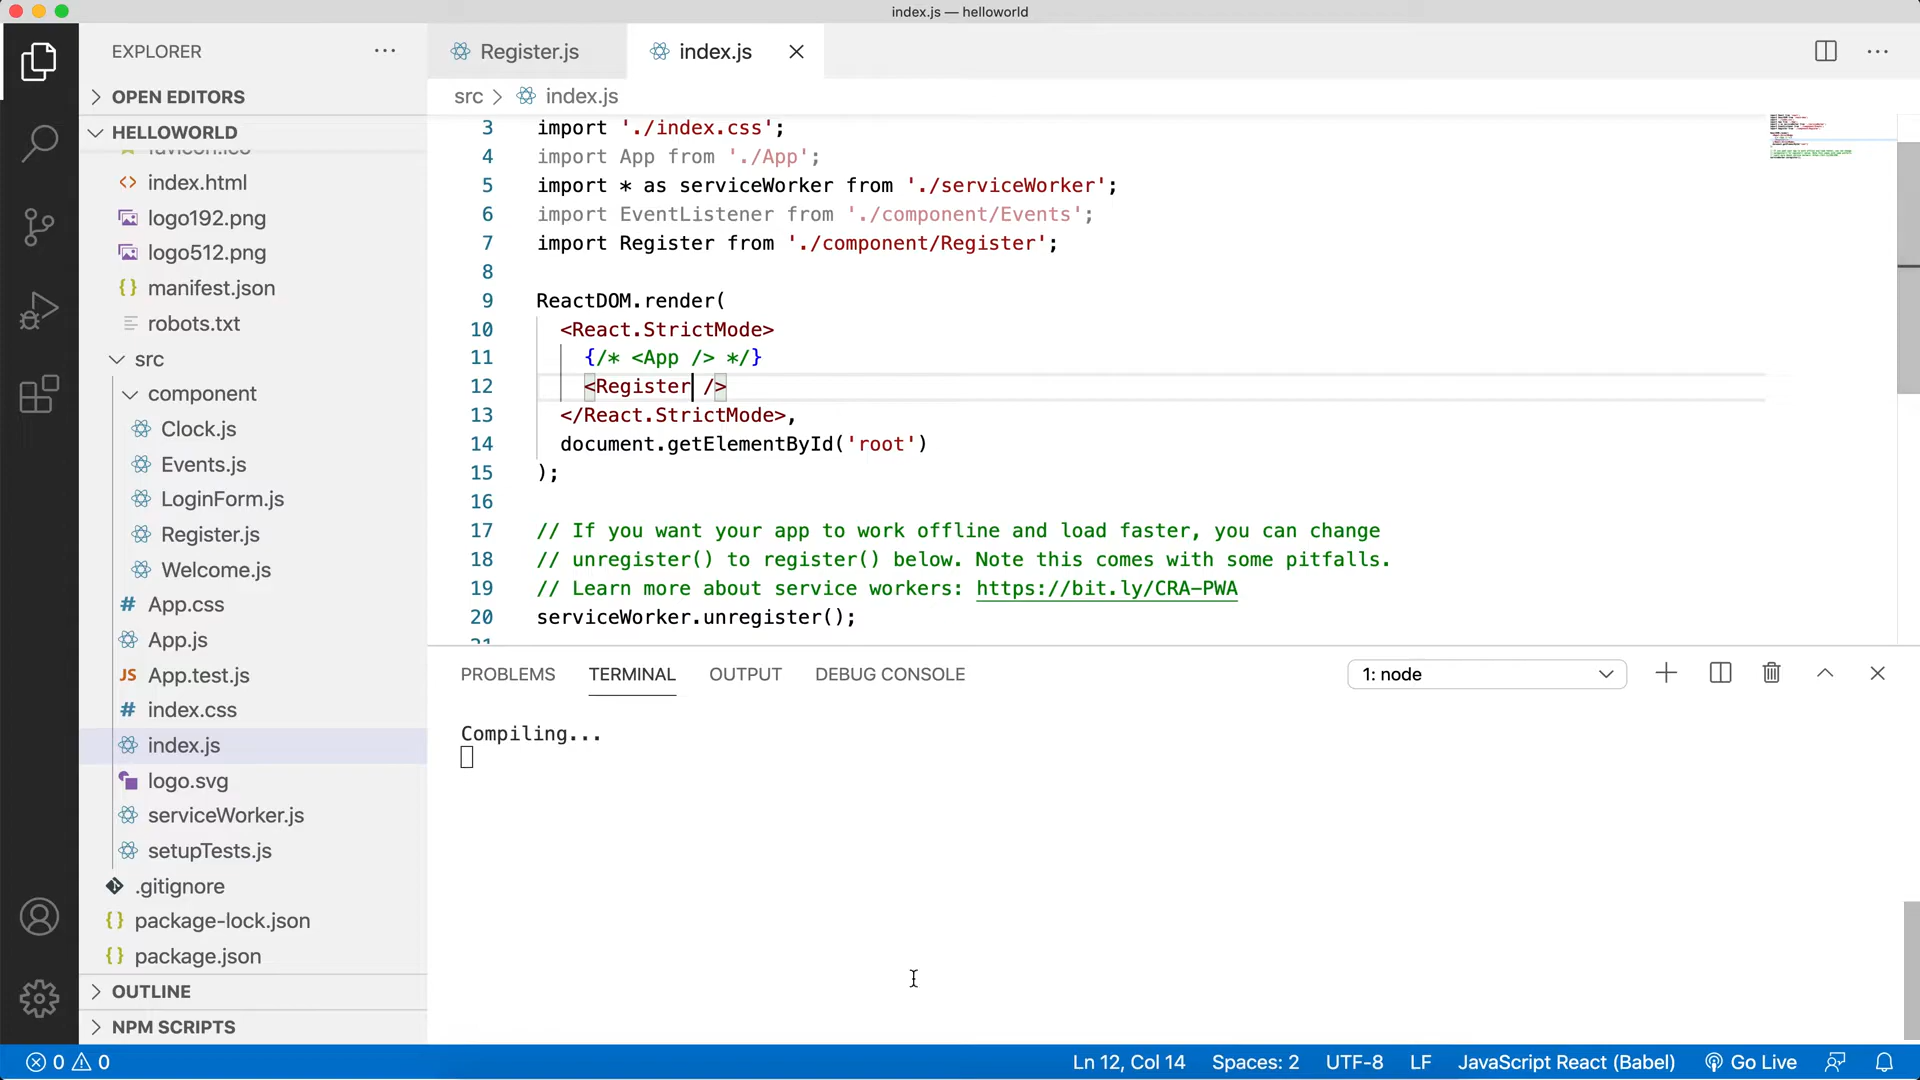 index.js — helloworld
EXPLORER
OPEN EDITORS
HELLOWORLD
favicon.ico
index.html
logo192.png
logo512.png
manifest.json
robots.txt
src
component
Clock.js
Events.js
LoginForm.js
Register.js
Welcome.js
App.css
App.js
App.test.js
index.css
index.js
logo.svg
serviceWorker.js
setupTests.js
.gitignore
package-lock.json
package.json
OUTLINE
NPM SCRIPTS
Register.js
index.js
src > index.js
3 import './index.css';
4 import App from './App';
5 import * as serviceWorker from './serviceWorker';
6 import EventListener from './component/Events';
7 import Register from './component/Register';
8
9 ReactDOM.render(
10 <React.StrictMode>
11 {/* <App /> */}
12 <Register />
13 </React.StrictMode>,
14 document.getElementById('root')
15 );
16
17 // If you want your app to work offline and load faster, you can change
18 // unregister() to register() below. Note this comes with some pitfalls.
19 // Learn more about service workers: https://bit.ly/CRA-PWA
20 serviceWorker.unregister();
21
PROBLEMS TERMINAL OUTPUT DEBUG CONSOLE 1: node
Compiling...
0 0 Ln 12, Col 14 Spaces: 2 UTF-8 LF JavaScript React (Babel) Go Live